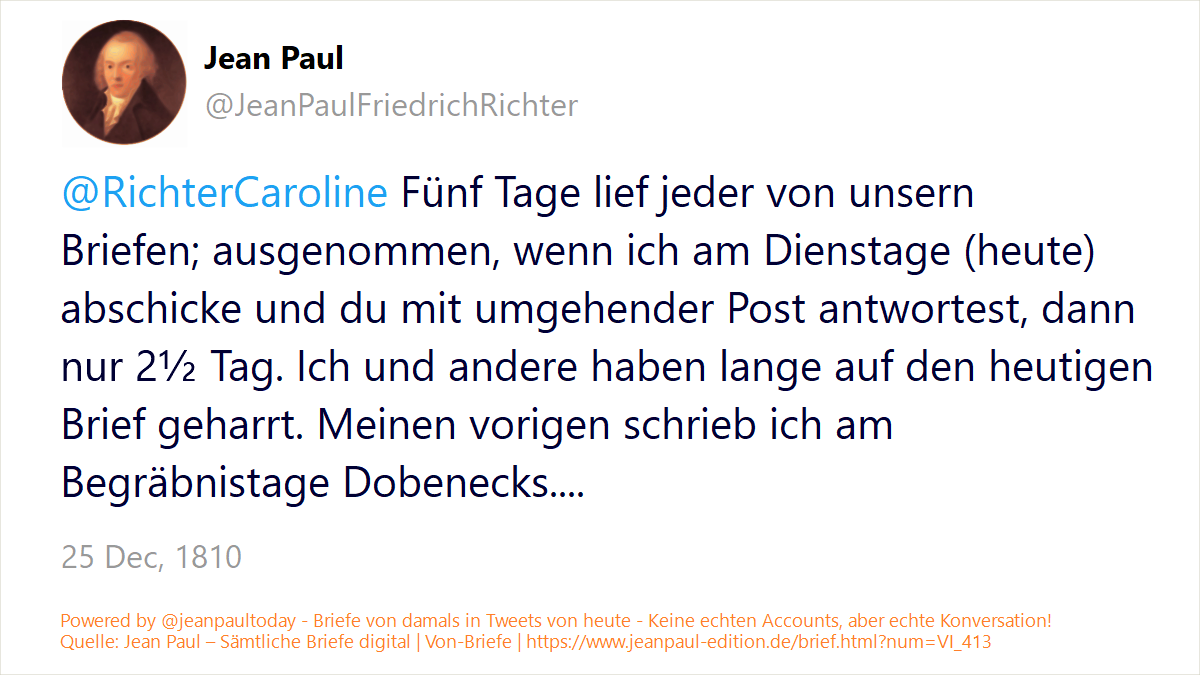 Jean Paul
@JeanPaulFriedrichRichter
@RichterCaroline Fünf Tage lief jeder von unsern
Briefen; ausgenommen, wenn ich am Dienstage (heute)
abschicke und du mit umgehender Post antwortest, dann
nur 2½ Tag. Ich und andere haben lange auf den heutigen
Brief geharrt. Meinen vorigen schrieb ich am
Begräbnistage Dobenecks....
25 Dec, 1810
Powered by @jeanpaultoday - Briefe von damals in Tweets von heute - Keine echten Accounts, aber echte Konversation!
Quelle: Jean Paul – Sämtliche Briefe digital | Von-Briefe | https://www.jeanpaul-edition.de/brief.html?num=VI_413